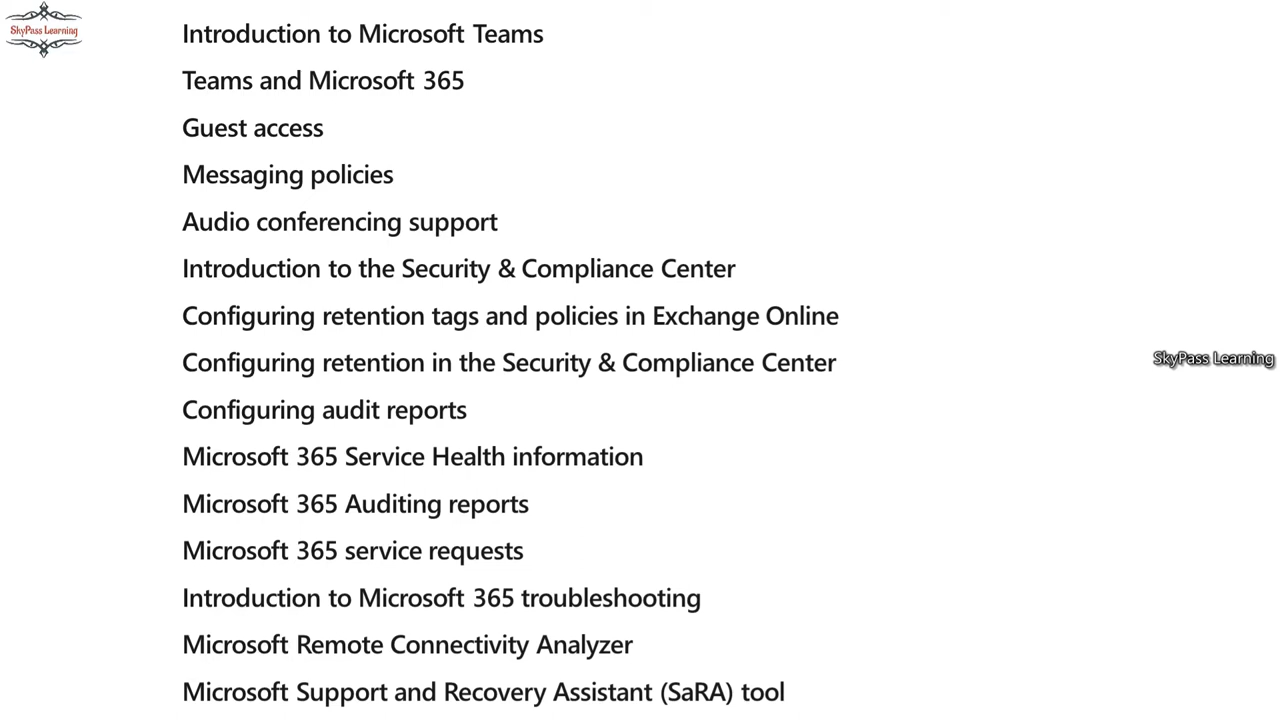 SkyPass Learning
Introduction to Microsoft Teams
Teams and Microsoft 365
Guest access
Messaging policies
Audio conferencing support
Introduction to the Security & Compliance Center
Configuring retention tags and policies in Exchange Online
Configuring retention in the Security & Compliance Center
SkyPass Learning
Configuring audit reports
Microsoft 365 Service Health information
Microsoft 365 Auditing reports
Microsoft 365 service requests
Introduction to Microsoft 365 troubleshooting
Microsoft Remote Connectivity Analyzer
Microsoft Support and Recovery Assistant (SaRA) tool